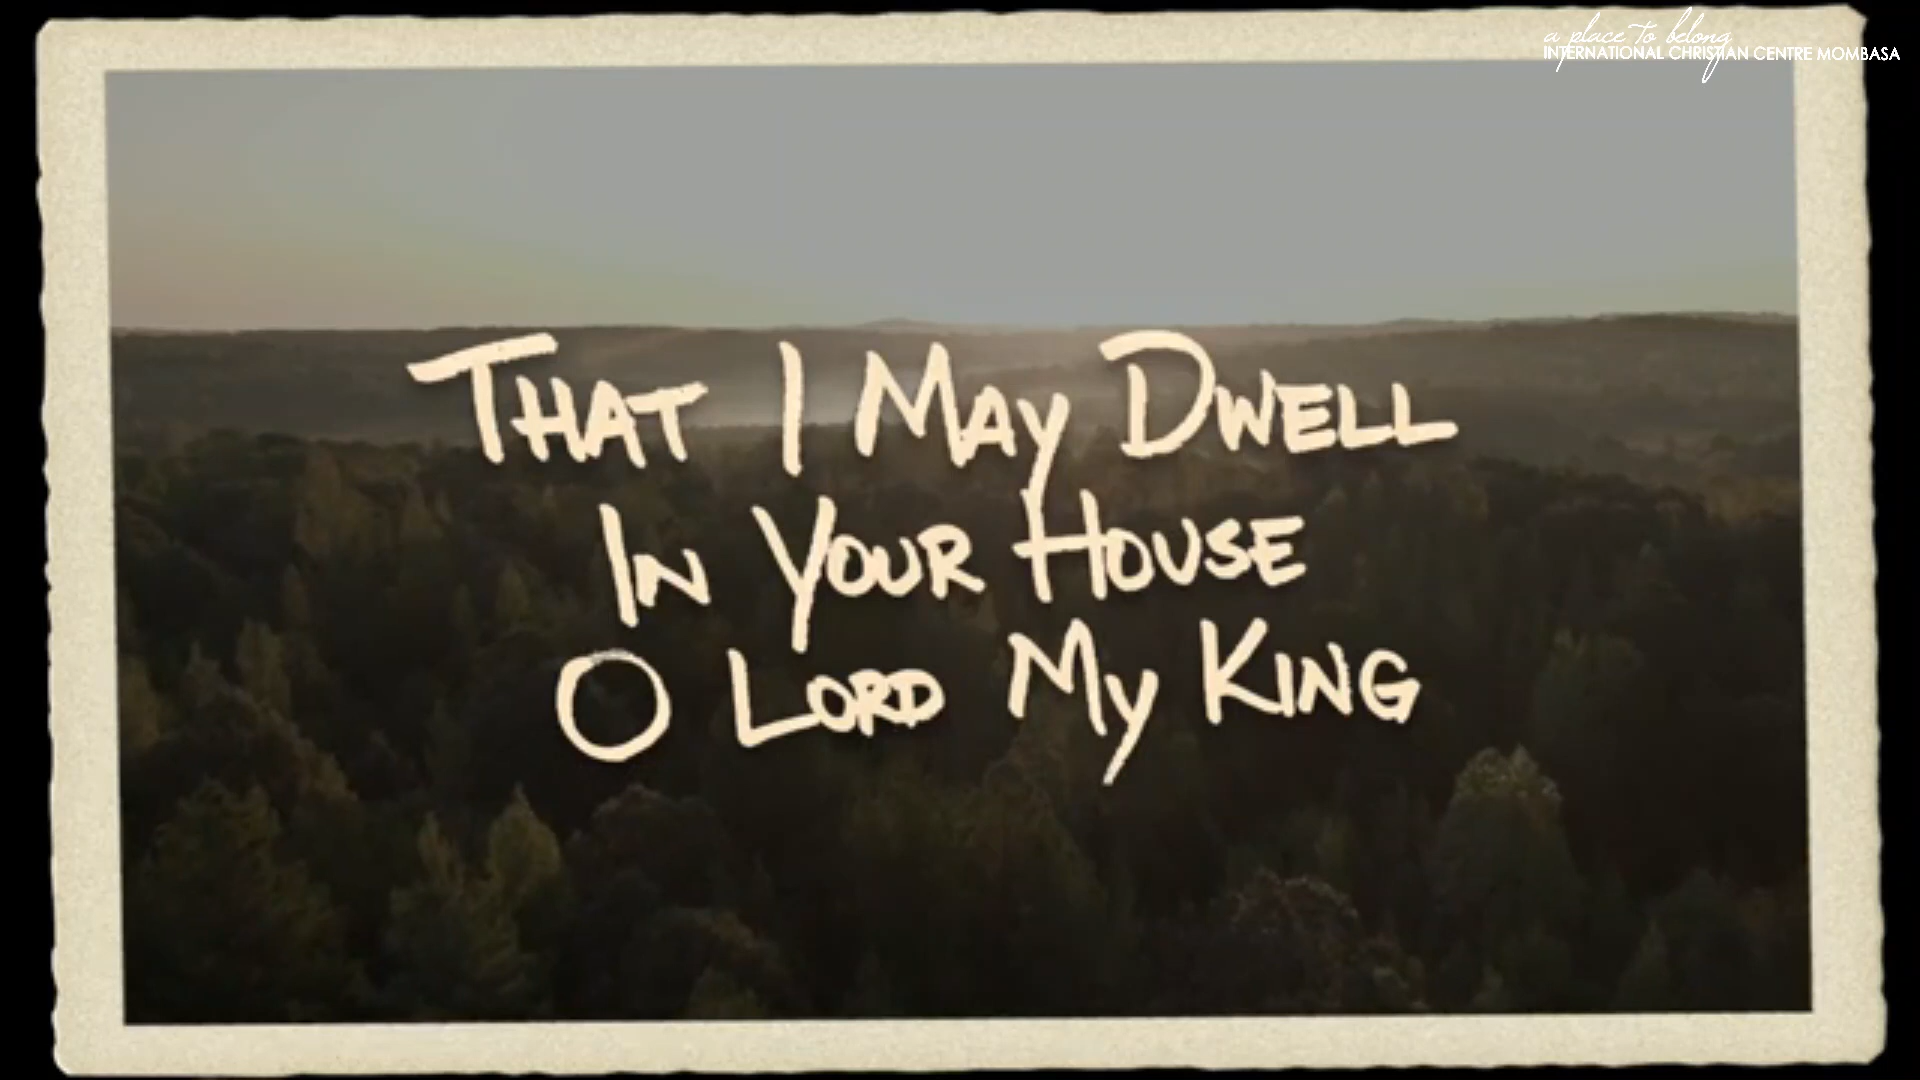 a place to belong
INTERNATIONAL CHRISTIAN CENTRE MOMBASA
THAT I MAY DWELL
IN YOUR HOUSE
O LORD MY KING